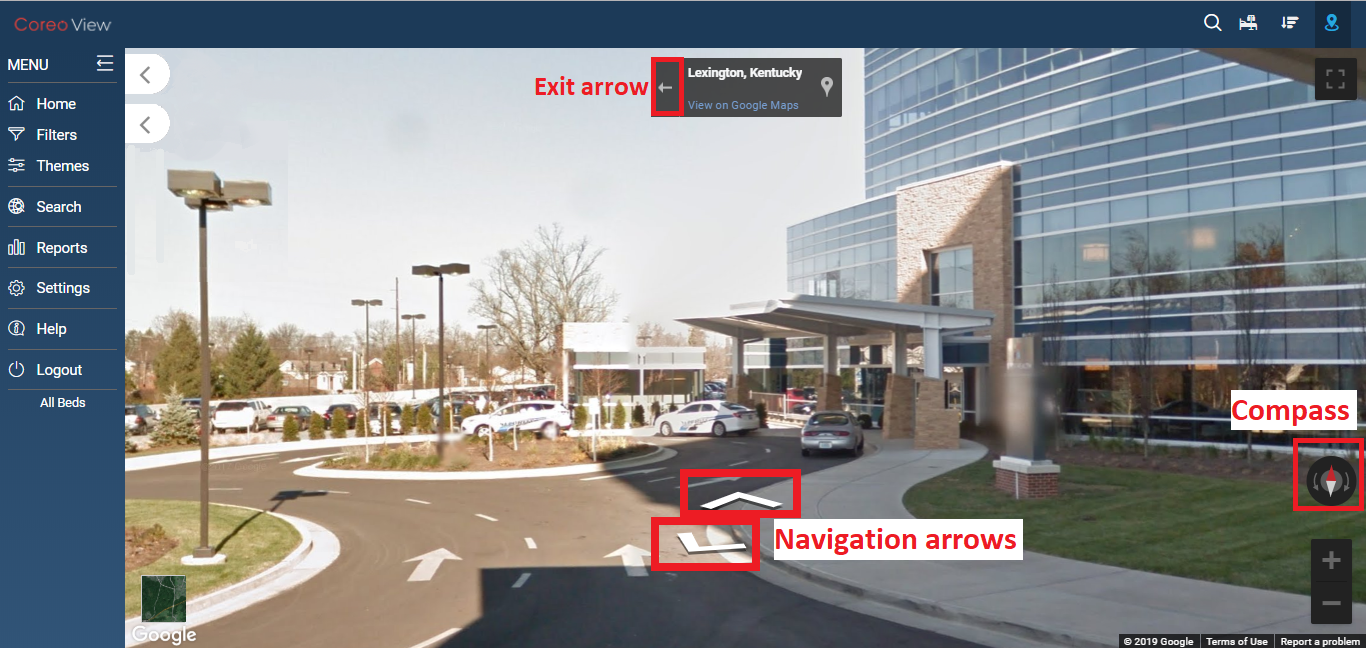 Coreo View
MENU
Home
Filters
Themes
Search
Reports
Settings
Help
Logout
All Beds
Exit arrow
Lexington, Kentucky
View on Google Maps
Compass
Navigation arrows
Google
© 2019 Google
Terms of Use
Report a problem